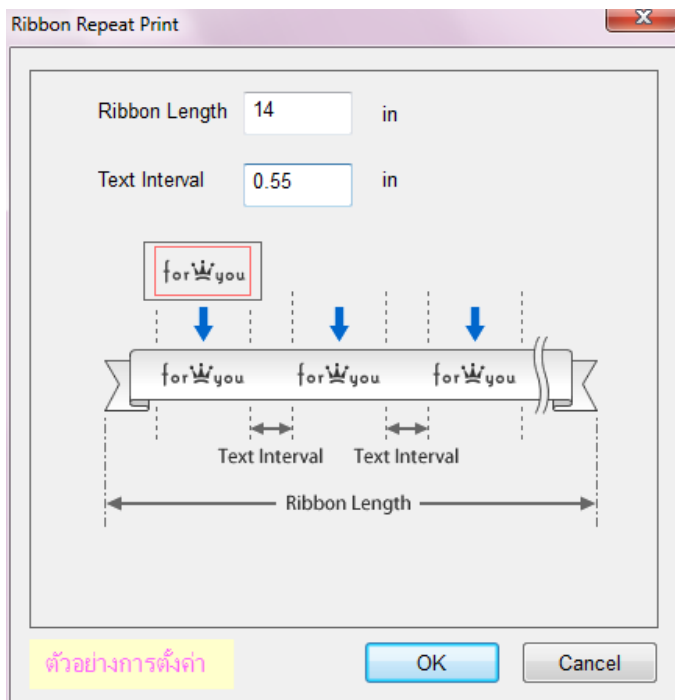 Ribbon Repeat Print
Ribbon Length 14 in
Text Interval 0.55 in
for you
for you for you for you
Text Interval Text Interval
Ribbon Length
ตัวอย่างการตั้งค่า OK Cancel